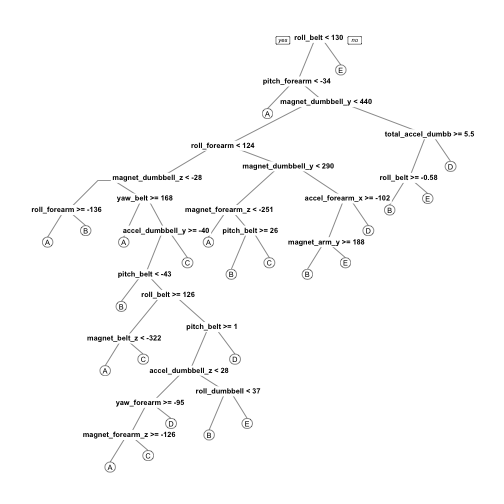 yes roll_belt < 130 no
E
pitch_forearm < -34
A
magnet_dumbbell_y < 440
total_accel_dumbb >= 5.5
roll_forearm < 124
D
magnet_dumbbell_y < 290
magnet_dumbbell_z < -28 roll_belt >= -0.58
yaw_belt >= 168 accel_forearm_x >= -102 E
roll_forearm >= -136 magnet_forearm_z < -251 B
accel_dumbbell_y >= -40 pitch_belt >= 26 D
A B A A
magnet_arm_y >= 188
C C
B E
pitch_belt < -43 B
roll_belt >= 126
B
pitch_belt >= 1
magnet_belt_z < -322
C D
A accel_dumbbell_z < 28
roll_dumbbell < 37
yaw_forearm >= -95
D E
magnet_forearm_z >= -126 B
C
A